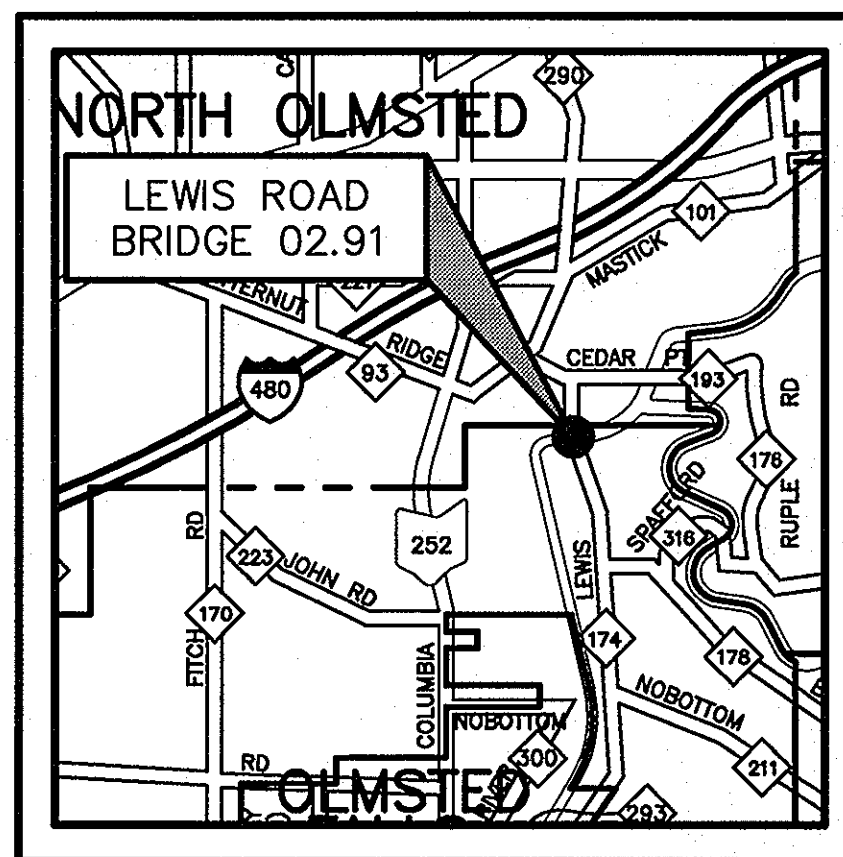 290
NORTH OLMSTED
LEWIS ROAD
BRIDGE 02.91
101
MASTICK
RIDGE
93
480
CEDAR PT
193
RD
178
RUPLE
SPAFFORD
316
252
RD
223
JOHN RD
LEWIS
170
FITCH
174
COLUMBIA
178
NOBOTTOM
NOBOTTOM
300
211
RD
OLMSTED
293